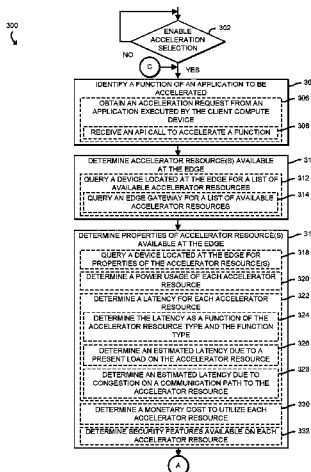 300
302
ENABLE
ACCELERATION
SELECTION
NO
C
YES
IDENTIFY A FUNCTION OF AN APPLICATION TO BE
ACCELERATED
30
306
OBTAIN AN ACCELERATION REQUEST FROM AN
APPLICATION EXECUTED BY THE CLIENT COMPUTE
DEVICE
308
RECEIVE AN API CALL TO ACCELERATE A FUNCTION
DETERMINE ACCELERATOR RESOURCE(S) AVAILABLE
AT THE EDGE
31
312
QUERY A DEVICE LOCATED AT THE EDGE FOR A LIST OF
AVAILABLE ACCELERATOR RESOURCES
314
QUERY AN EDGE GATEWAY FOR A LIST OF AVAILABLE
ACCELERATOR RESOURCES
DETERMINE PROPERTIES OF ACCELERATOR RESOURCE(S)
AVAILABLE AT THE EDGE
31
318
QUERY A DEVICE LOCATED AT THE EDGE FOR
PROPERTIES OF THE ACCELERATOR RESOURCE(S)
320
DETERMINE A POWER USAGE OF EACH ACCELERATOR
RESOURCE
322
DETERMINE A LATENCY FOR EACH ACCELERATOR
RESOURCE
324
DETERMINE THE LATENCY AS A FUNCTION OF THE
ACCELERATOR RESOURCE TYPE AND THE FUNCTION
TYPE
326
DETERMINE AN ESTIMATED LATENCY DUE TO A
PRESENT LOAD ON THE ACCELERATOR RESOURCE
328
DETERMINE AN ESTIMATED LATENCY DUE TO
CONGESTION ON A COMMUNICATION PATH TO THE
ACCELERATOR RESOURCE
330
DETERMINE A MONETARY COST TO UTILIZE EACH
ACCELERATOR RESOURCE
332
DETERMINE SECURITY FEATURES AVAILABLE ON EACH
ACCELERATOR RESOURCE
A